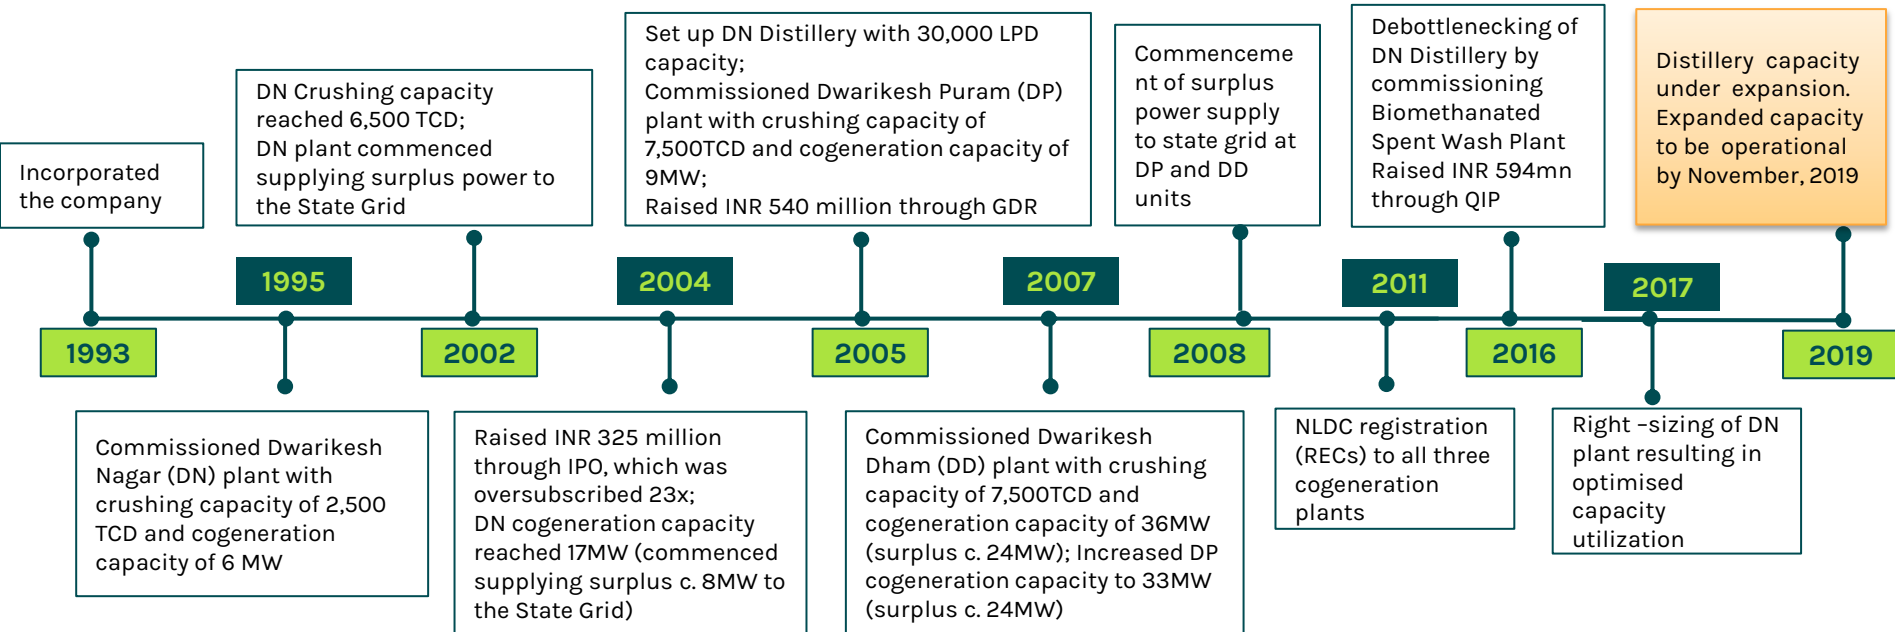 Incorporated
the company
1993
1995
Commissioned Dwarikesh
Nagar (DN) plant with
crushing capacity of 2,500
TCD and cogeneration
capacity of 6 MW
DN Crushing capacity
reached 6,500 TCD;
DN plant commenced
supplying surplus power to
the State Grid
2002
2004
Raised INR 325 million
through IPO, which was
oversubscribed 23x;
DN cogeneration capacity
reached 17MW (commenced
supplying surplus c. 8MW to
the State Grid)
Set up DN Distillery with 30,000 LPD
capacity;
Commissioned Dwarikesh Puram (DP)
plant with crushing capacity of
7,500TCD and cogeneration capacity of
9MW;
Raised INR 540 million through GDR
2005
2007
Commissioned Dwarikesh
Dham (DD) plant with crushing
capacity of 7,500TCD and
cogeneration capacity of 36MW
(surplus c. 24MW); Increased DP
cogeneration capacity to 33MW
(surplus c. 24MW)
Commenceme
nt of surplus
power supply
to state grid at
DP and DD
units
2008
2011
NLDC registration
(RECs) to all three
cogeneration
plants
Debottlenecking of
DN Distillery by
commissioning
Biomethanated
Spent Wash Plant
Raised INR 594mn
through QIP
2016
2017
Right –sizing of DN
plant resulting in
optimised
capacity
utilization
Distillery capacity
under expansion.
Expanded capacity
to be operational
by November, 2019
2019